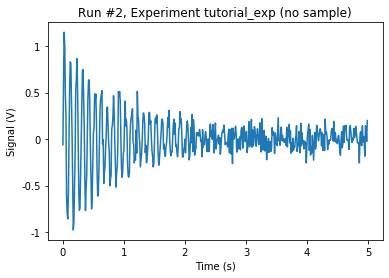 Run #2, Experiment tutorial_exp (no sample)
Signal (V)
1
0.5
0
-0.5
-1
0 1 2 3 4 5
Time (s)